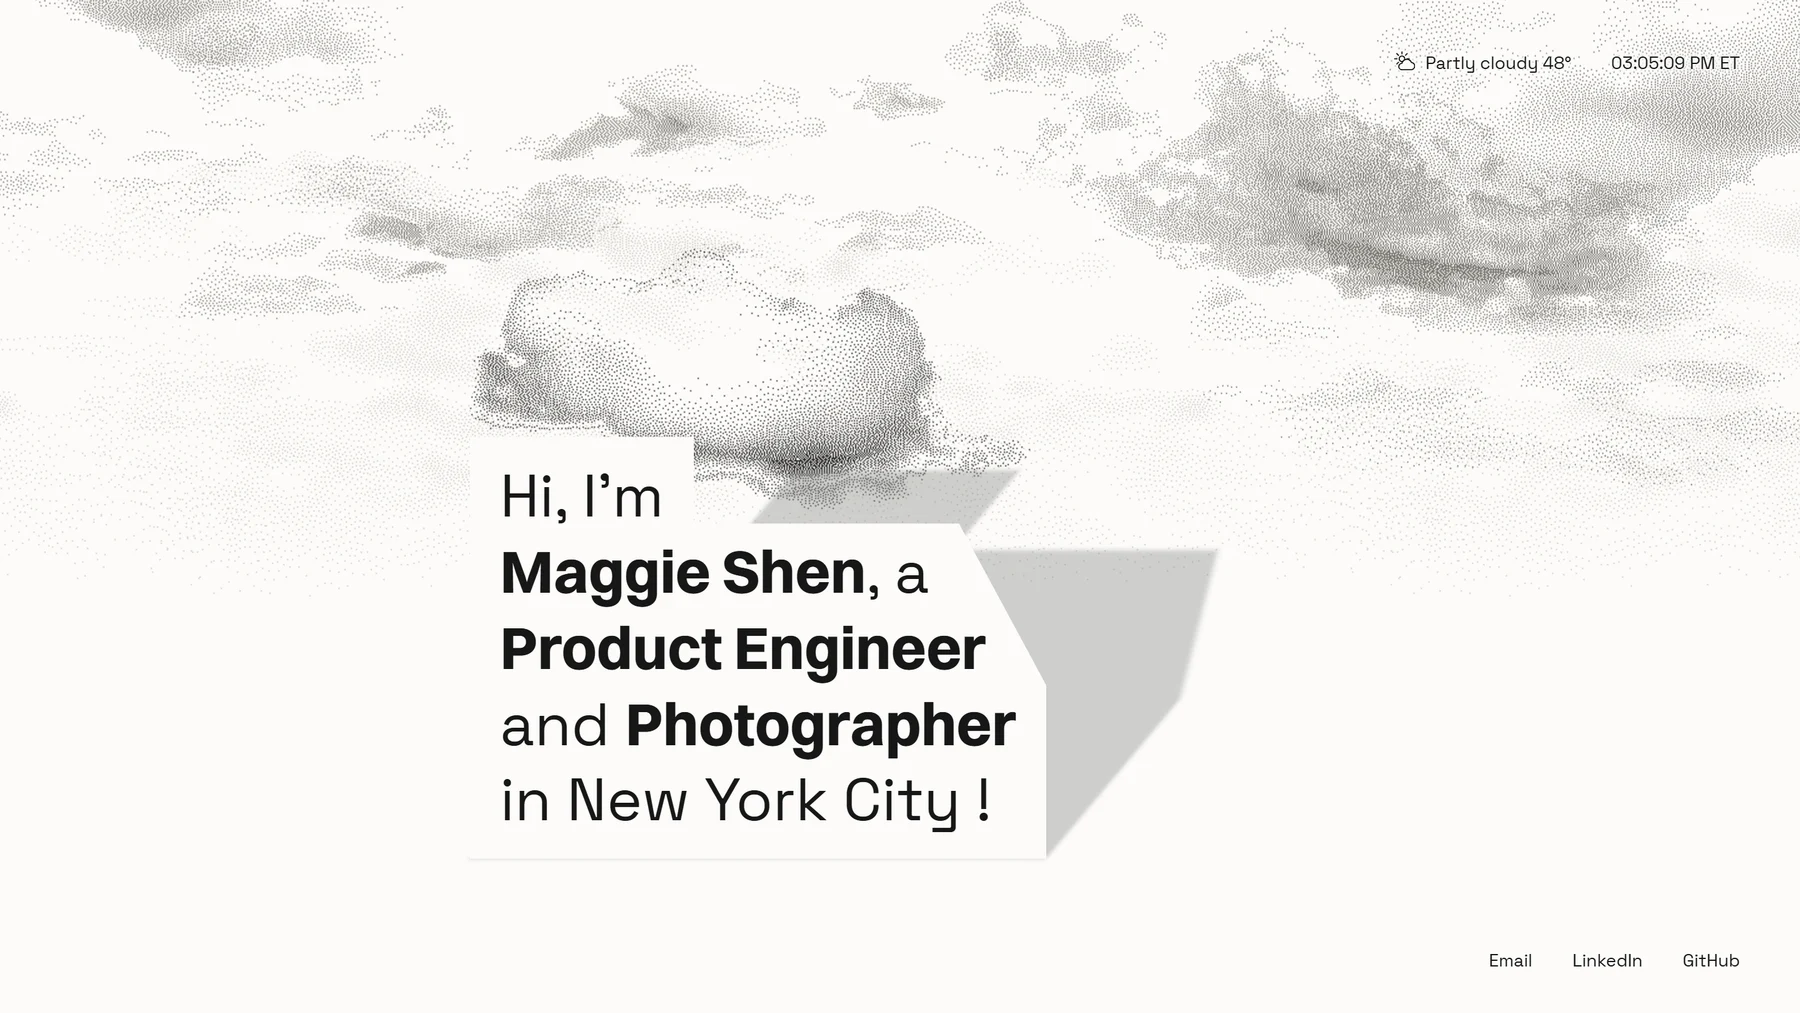 Partly cloudy 48° 03:05:09 PM ET
Hi, I’m
Maggie Shen, a
Product Engineer
and Photographer
in New York City !
Email LinkedIn GitHub